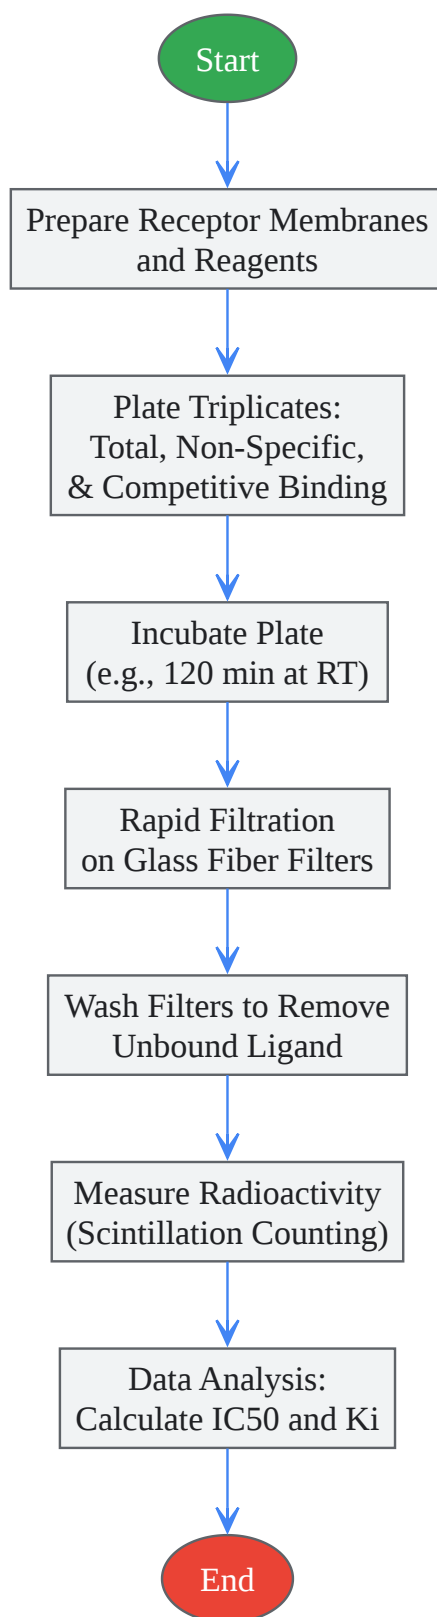 Start
Prepare Receptor Membranes
and Reagents
Plate Triplicates:
Total, Non-Specific,
& Competitive Binding
Incubate Plate
(e.g., 120 min at RT)
Rapid Filtration
on Glass Fiber Filters
Wash Filters to Remove
Unbound Ligand
Measure Radioactivity
(Scintillation Counting)
Data Analysis:
Calculate IC50 and Ki
End